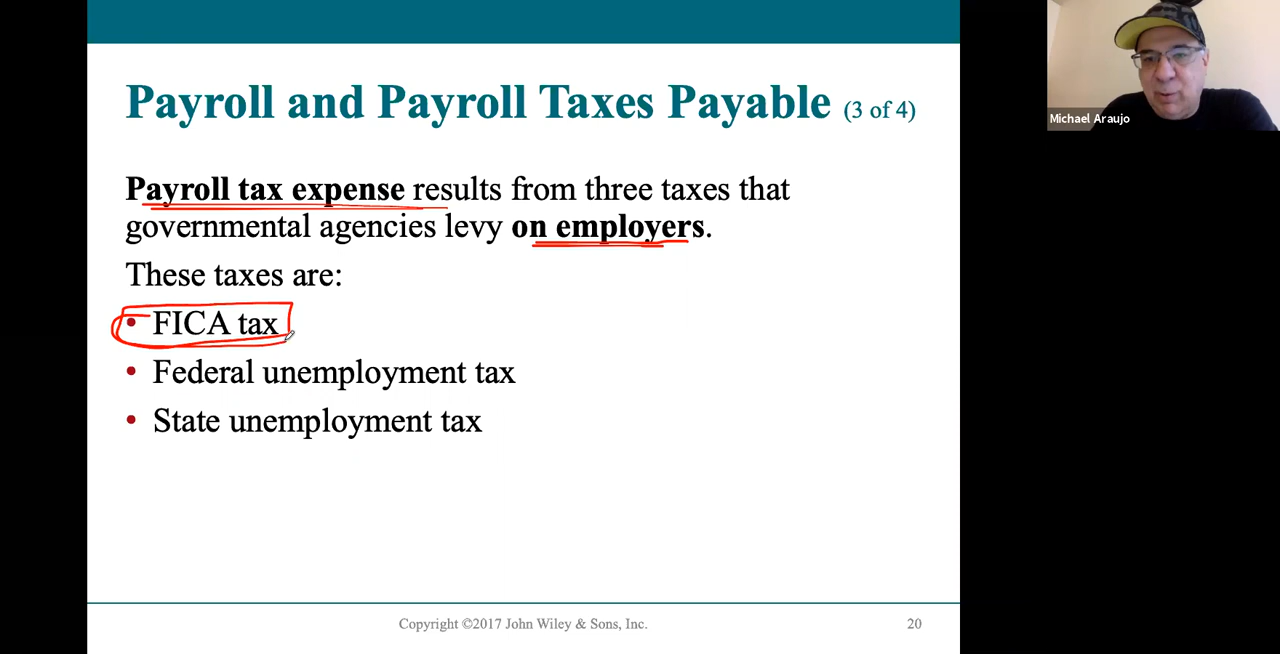 Payroll and Payroll Taxes Payable (3 of 4)
Michael Araujo
Payroll tax expense results from three taxes that
governmental agencies levy on employers.
These taxes are:
• FICA tax
• Federal unemployment tax
• State unemployment tax
Copyright ©2017 John Wiley & Sons, Inc.
20